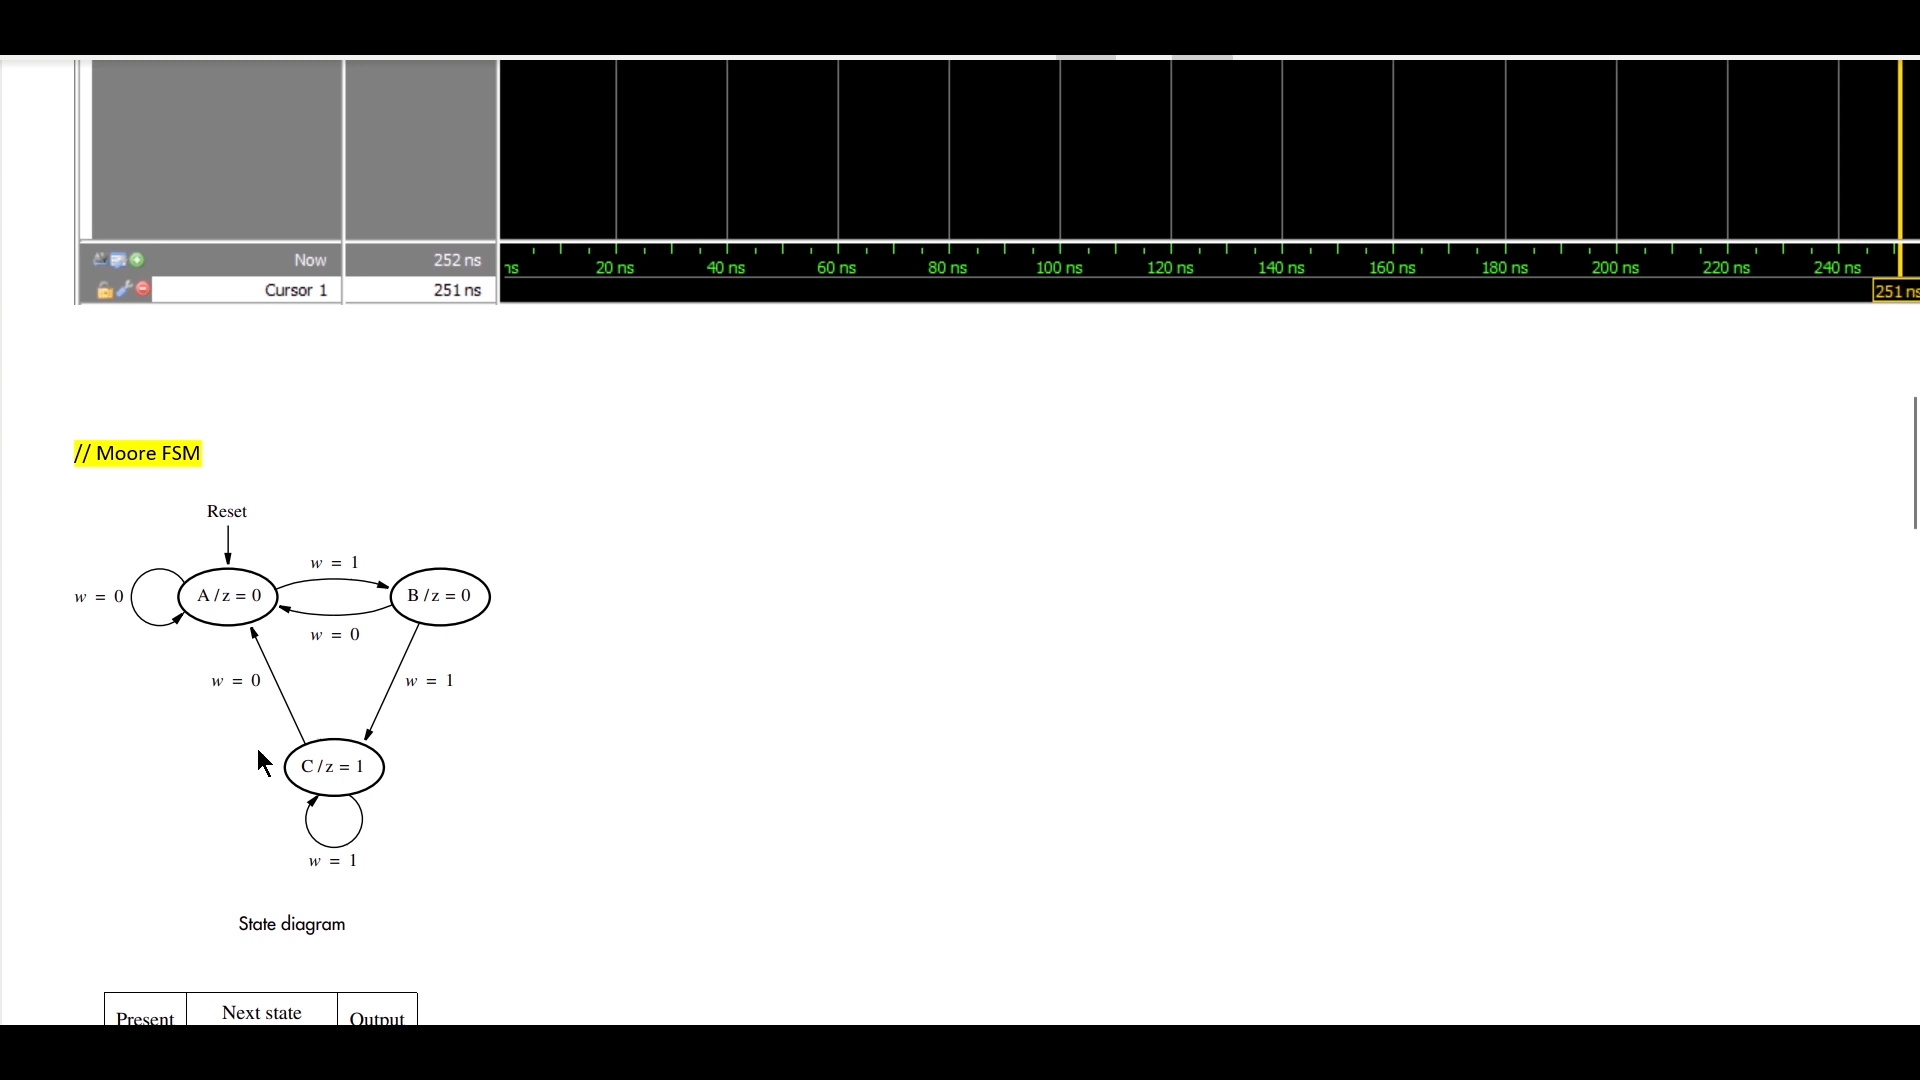 Now 252 ns
ns 20 ns 40 ns 60 ns 80 ns 100 ns 120 ns 140 ns 160 ns 180 ns 200 ns 220 ns 240 ns
Cursor 1 251 ns
251 ns
// Moore FSM
Reset
w = 1
w = 0 A / z = 0 B / z = 0
w = 0
w = 0 w = 1
C / z = 1
w = 1
State diagram
Next state
Present Output